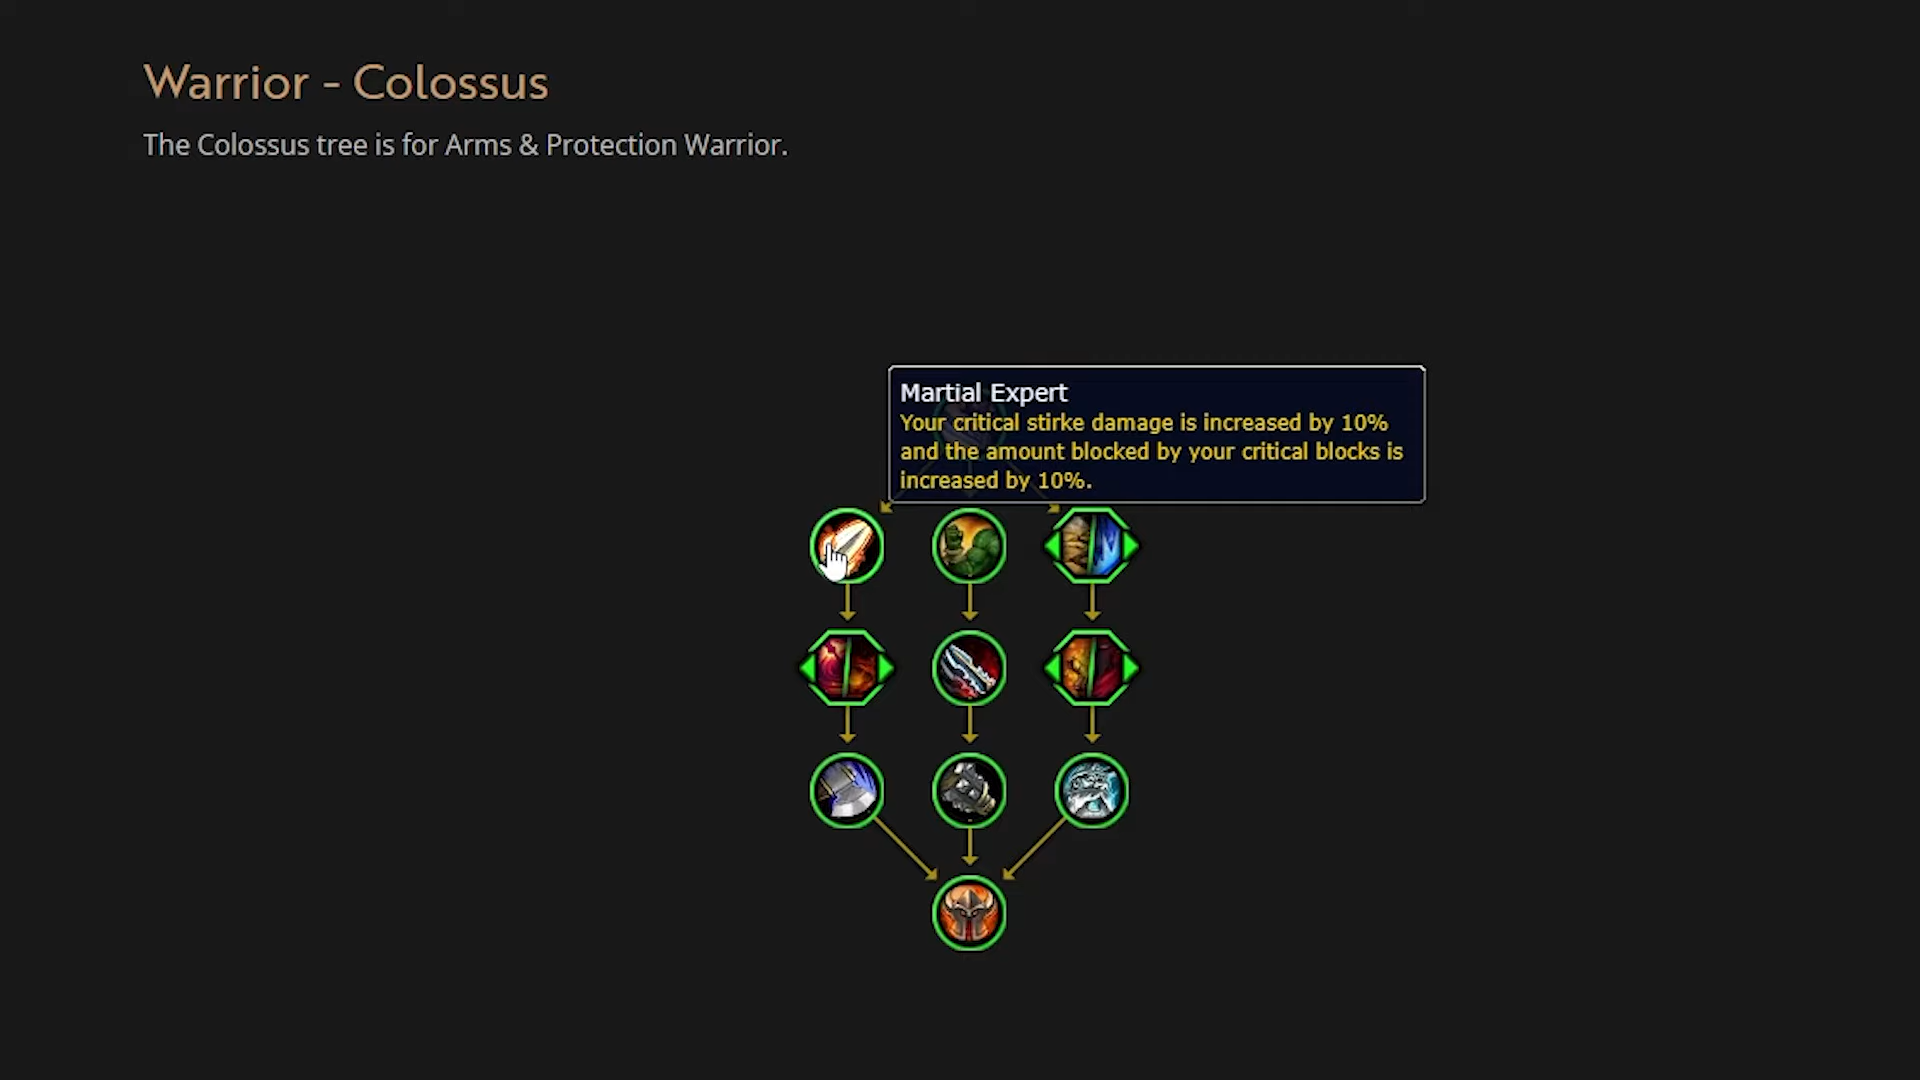 Warrior - Colossus
The Colossus tree is for Arms & Protection Warrior.
Martial Expert
Your critical stirke damage is increased by 10%
and the amount blocked by your critical blocks is
increased by 10%.